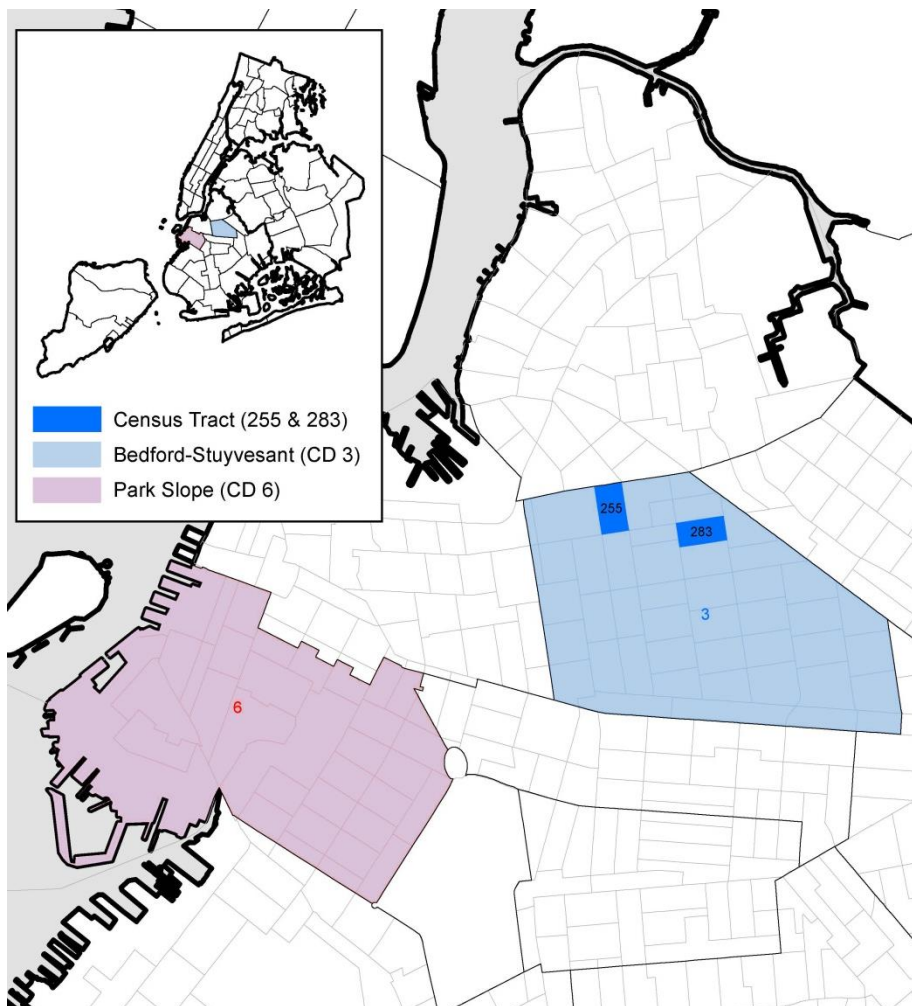 Census Tract (255 & 283)
Bedford-Stuyvesant (CD 3)
Park Slope (CD 6)
255
283
3
6